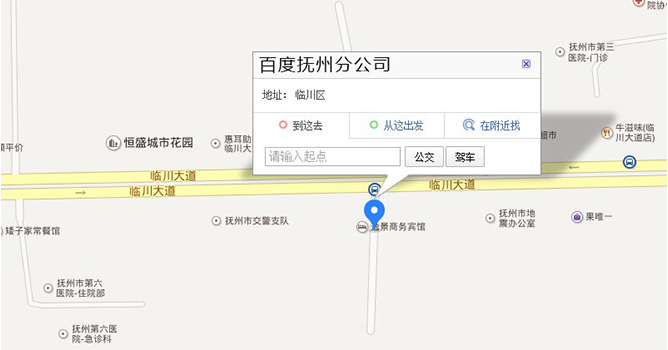 院协
抚州市第三
医院-门诊
百度抚州分公司
地址: 临川区
到这去
从这出发
在附近找
请输入起点
公交
驾车
牛滋味(临
川大道店)
超市
恒盛城市花园
惠耳助
临川大
平价
临川大道
临川大道
临川大道
抚州市交警支队
景商务宾馆
抚州市地
震办公室
果唯一
矮子家常餐馆
抚州市第六
医院-住院部
抚州第六医
院-急诊科